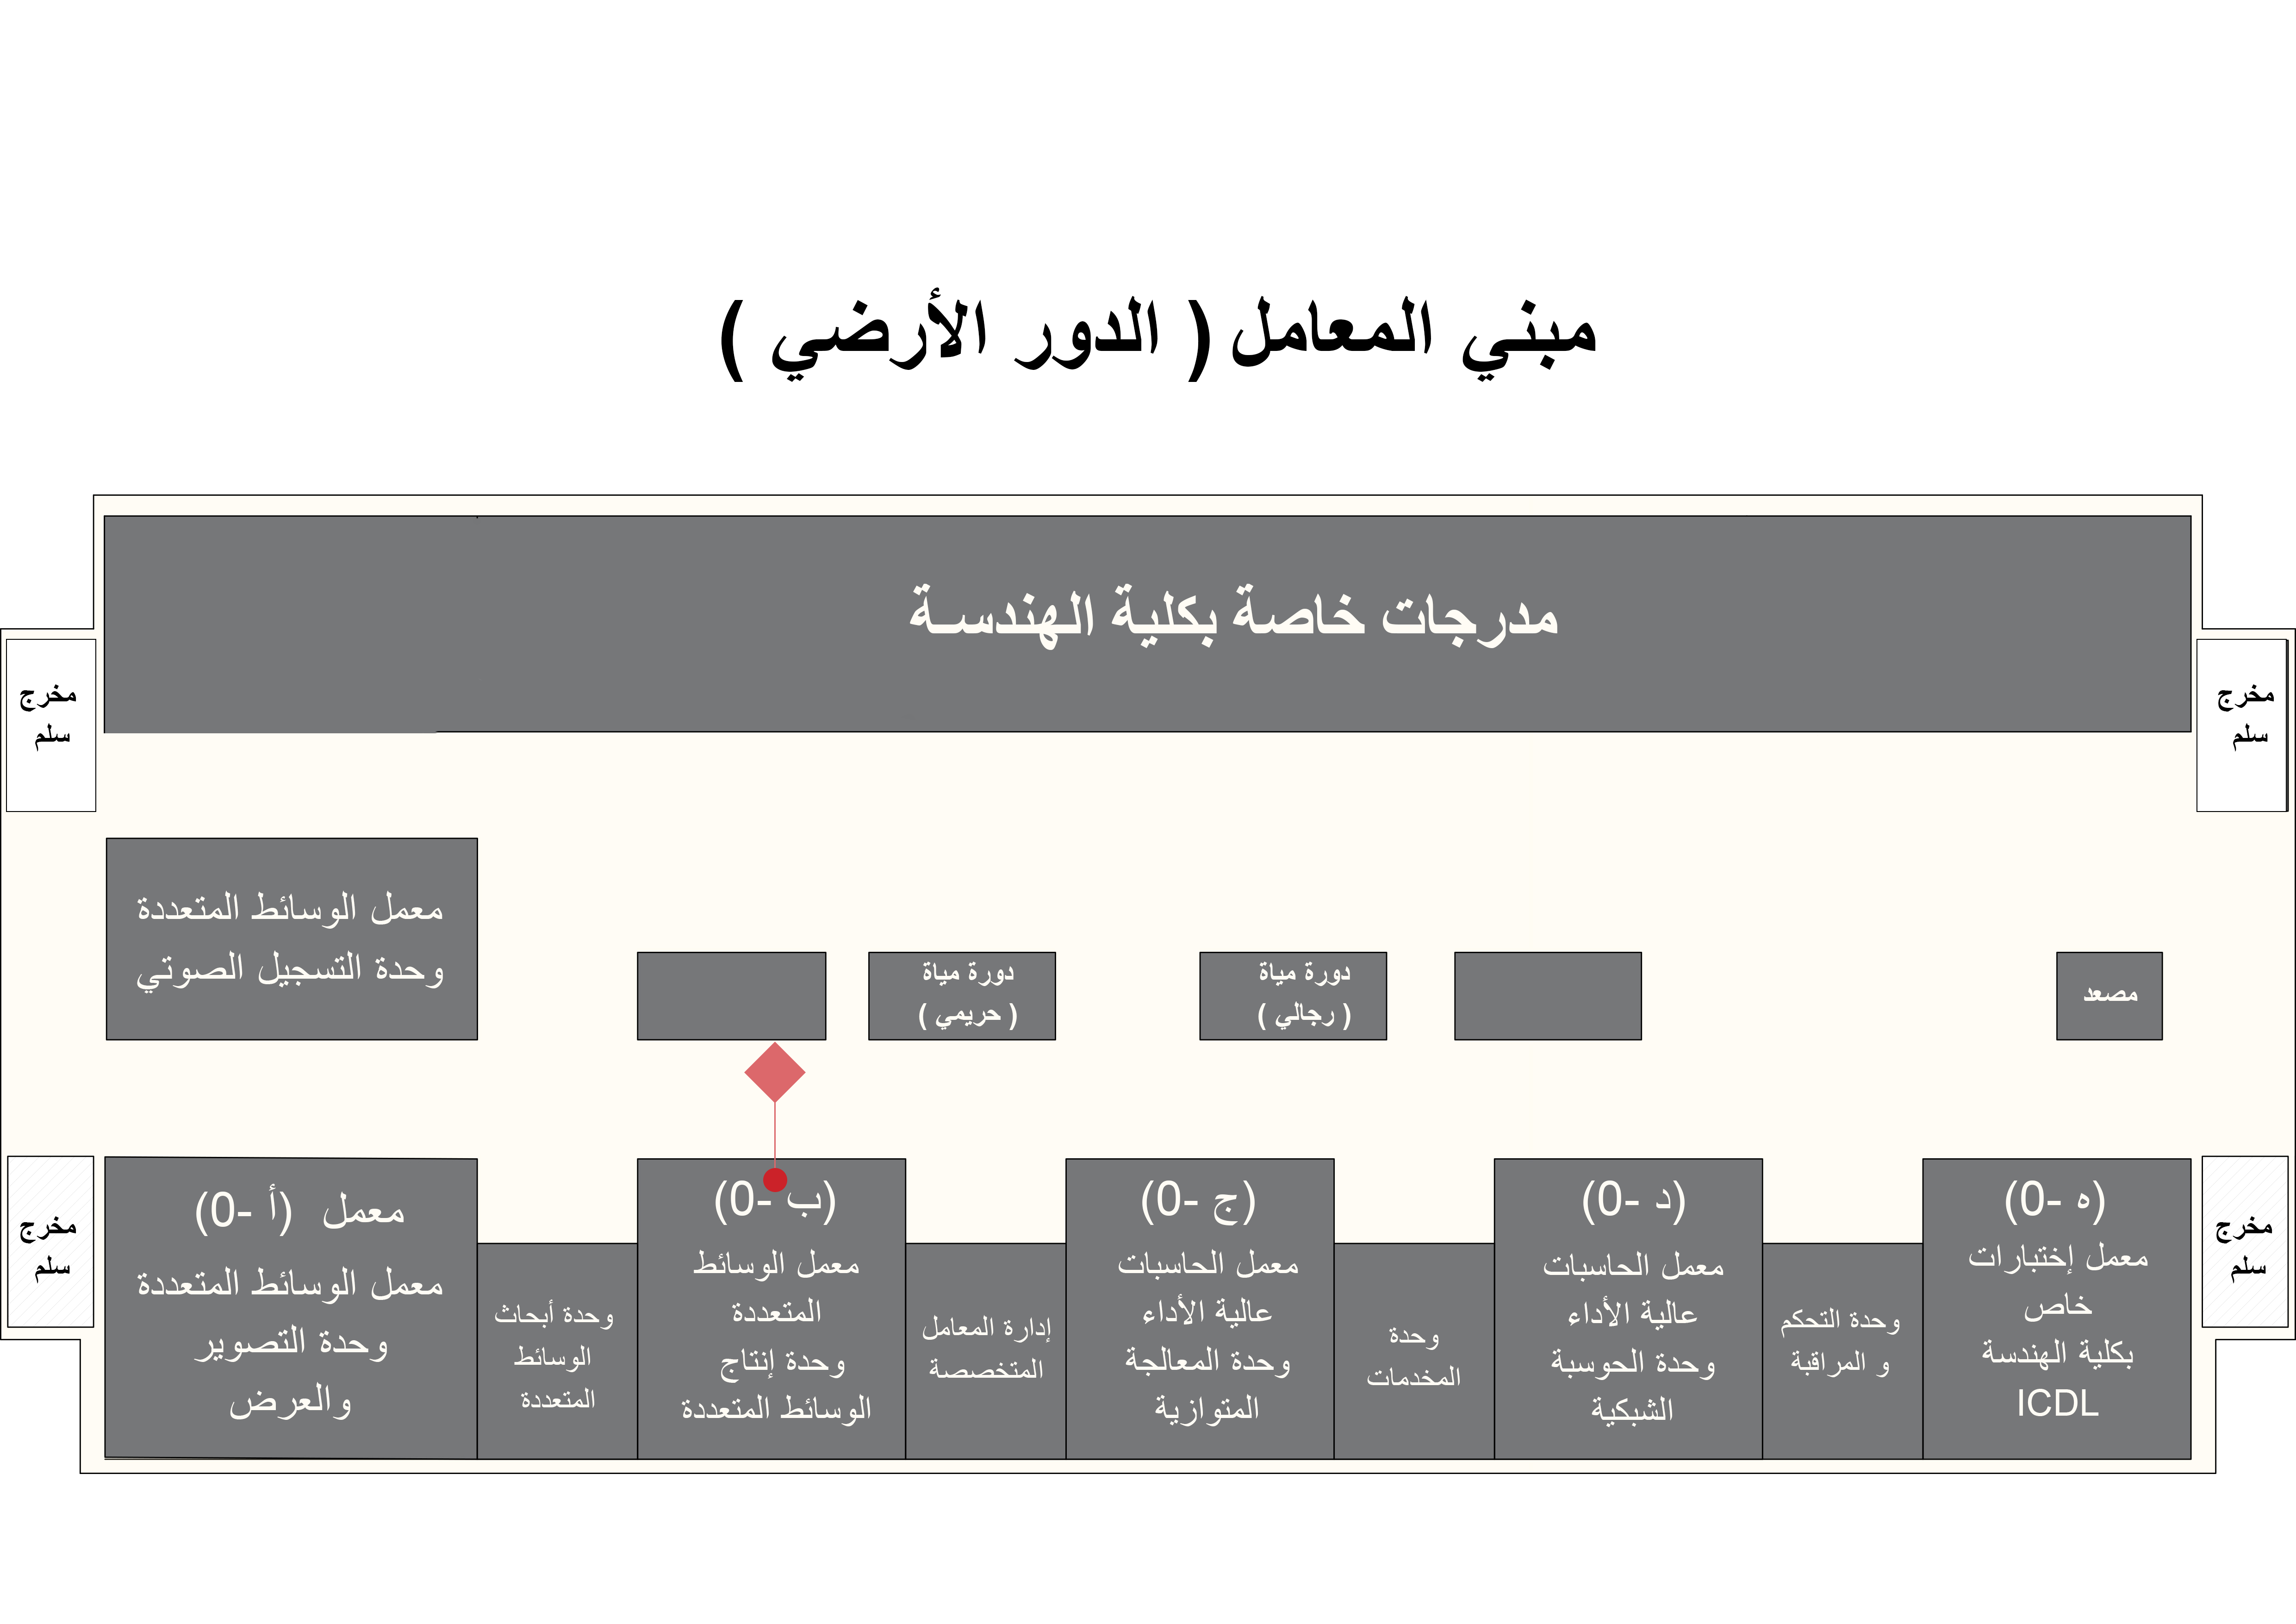 مبني المعامل ( الدور الأرضي )
مدرجات خاصة بكلية الهندسة
مخرج
سلم
مخرج
سلم
مصعد
دورة مياة
( رجالي )
دورة مياة
( حريمي )
معمل الوسائط المتعددة
وحدة التسجيل الصوتي
مخرج
سلم
(ه -0)
معمل إختبارات
خاص
بكلية الهندسة
ICDL
وحدة التحكم
و المراقبة
(د -0)
معمل الحاسبات
عالية الأداء
وحدة الحوسبة
الشبكية
وحدة
المخدمات
(ج -0)
معمل الحاسبات
عالية الأداء
وحدة المعالجة
المتوازية
إدارة المعامل
المتخصصة
(ب -0)
معمل الوسائط
المتعددة
وحدة إنتاج
الوسائط المتعددة
وحدة أبحاث
الوسائط
المتعددة
معمل (أ -0)
معمل الوسائط المتعددة
وحدة التصوير
والعرض
مخرج
سلم